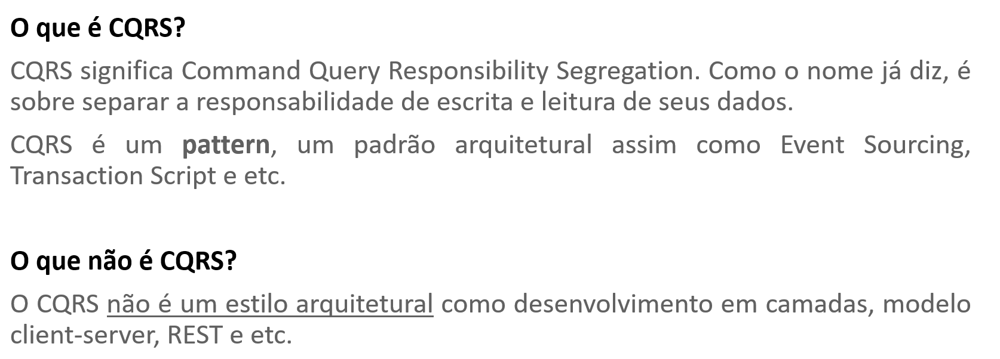 O que é CQRS?
CQRS significa Command Query Responsibility Segregation. Como o nome já diz, é
sobre separar a responsabilidade de escrita e leitura de seus dados.
CQRS é um pattern, um padrão arquitetural assim como Event Sourcing,
Transaction Script e etc.
O que não é CQRS?
O CQRS não é um estilo arquitetural como desenvolvimento em camadas, modelo
client-server, REST e etc.